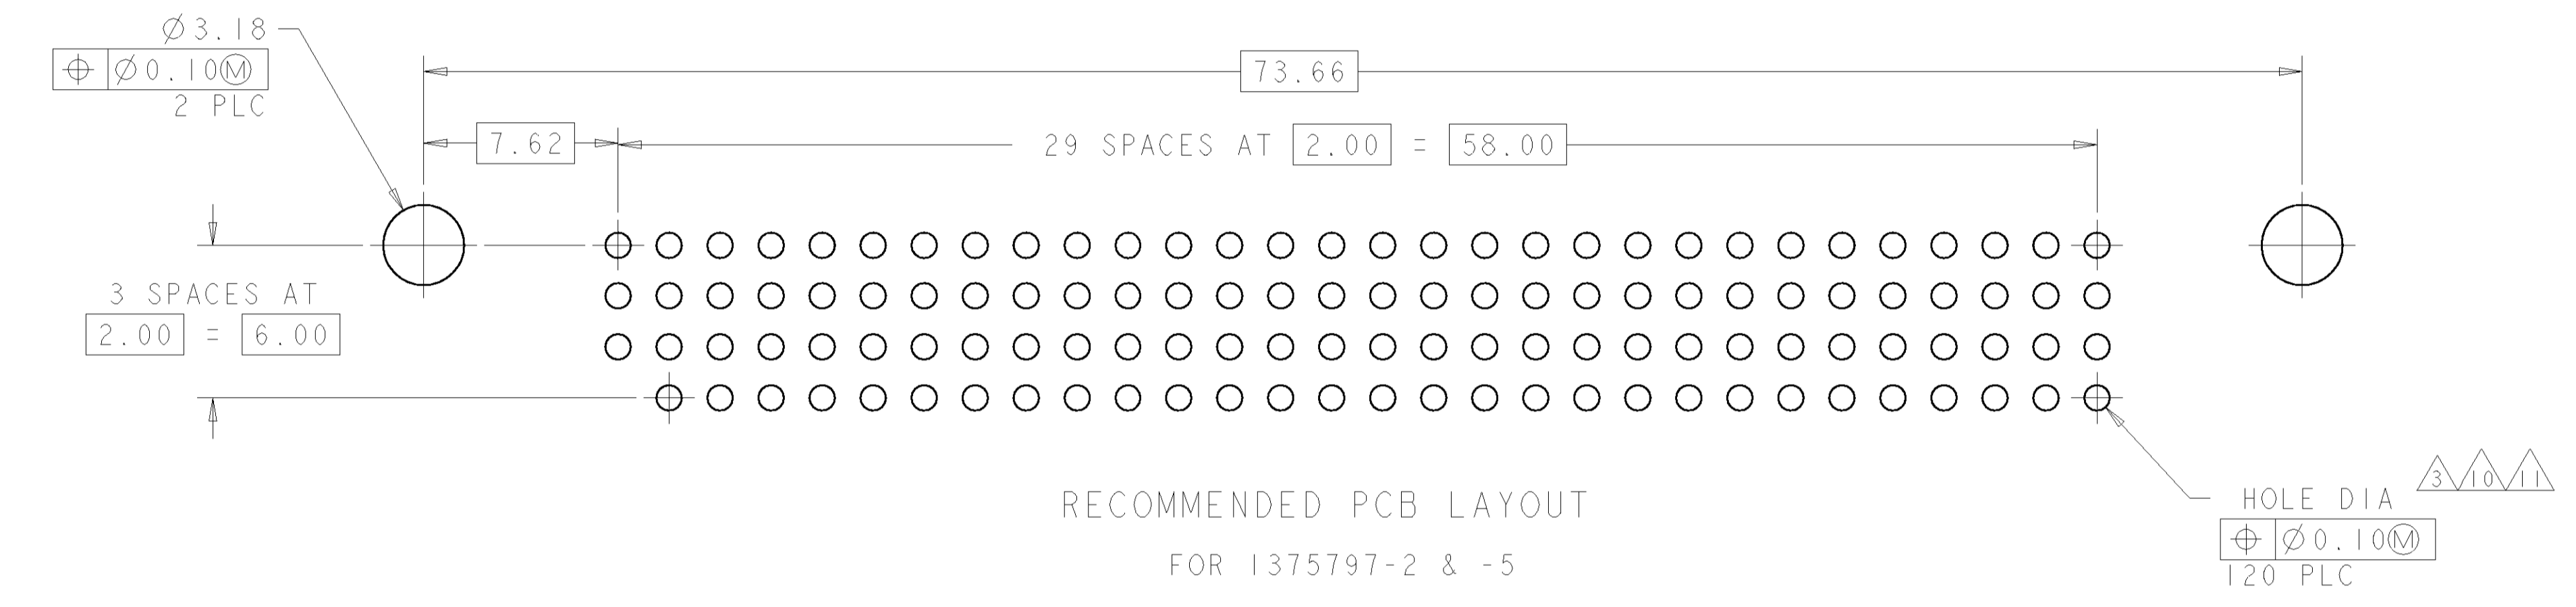 Ø3.18
⌖ Ø0.10Ⓜ
2 PLC
73.66
7.62
29 SPACES AT 2.00 = 58.00
3 SPACES AT
2.00 = 6.00
3 10 11
HOLE DIA
⌖ Ø0.10Ⓜ
120 PLC
RECOMMENDED PCB LAYOUT
FOR 1375797-2 & -5